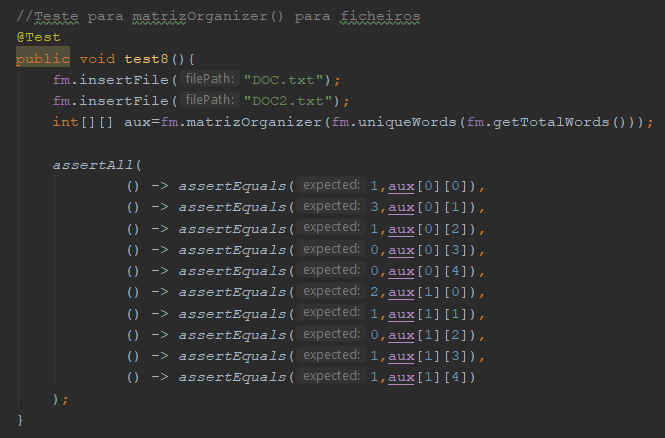 //Teste para matrizOrganizer() para ficheiros
@Test
public void test8(){
fm.insertFile( filePath: "DOC.txt");
fm.insertFile( filePath: "DOC2.txt");
int[][] aux=fm.matrizOrganizer(fm.uniqueWords(fm.getTotalWords()));
assertAll(
() -> assertEquals( expected: 1,aux[0][0]),
() -> assertEquals( expected: 3,aux[0][1]),
() -> assertEquals( expected: 1,aux[0][2]),
() -> assertEquals( expected: 0,aux[0][3]),
() -> assertEquals( expected: 0,aux[0][4]),
() -> assertEquals( expected: 2,aux[1][0]),
() -> assertEquals( expected: 1,aux[1][1]),
() -> assertEquals( expected: 0,aux[1][2]),
() -> assertEquals( expected: 1,aux[1][3]),
() -> assertEquals( expected: 1,aux[1][4])
);
}